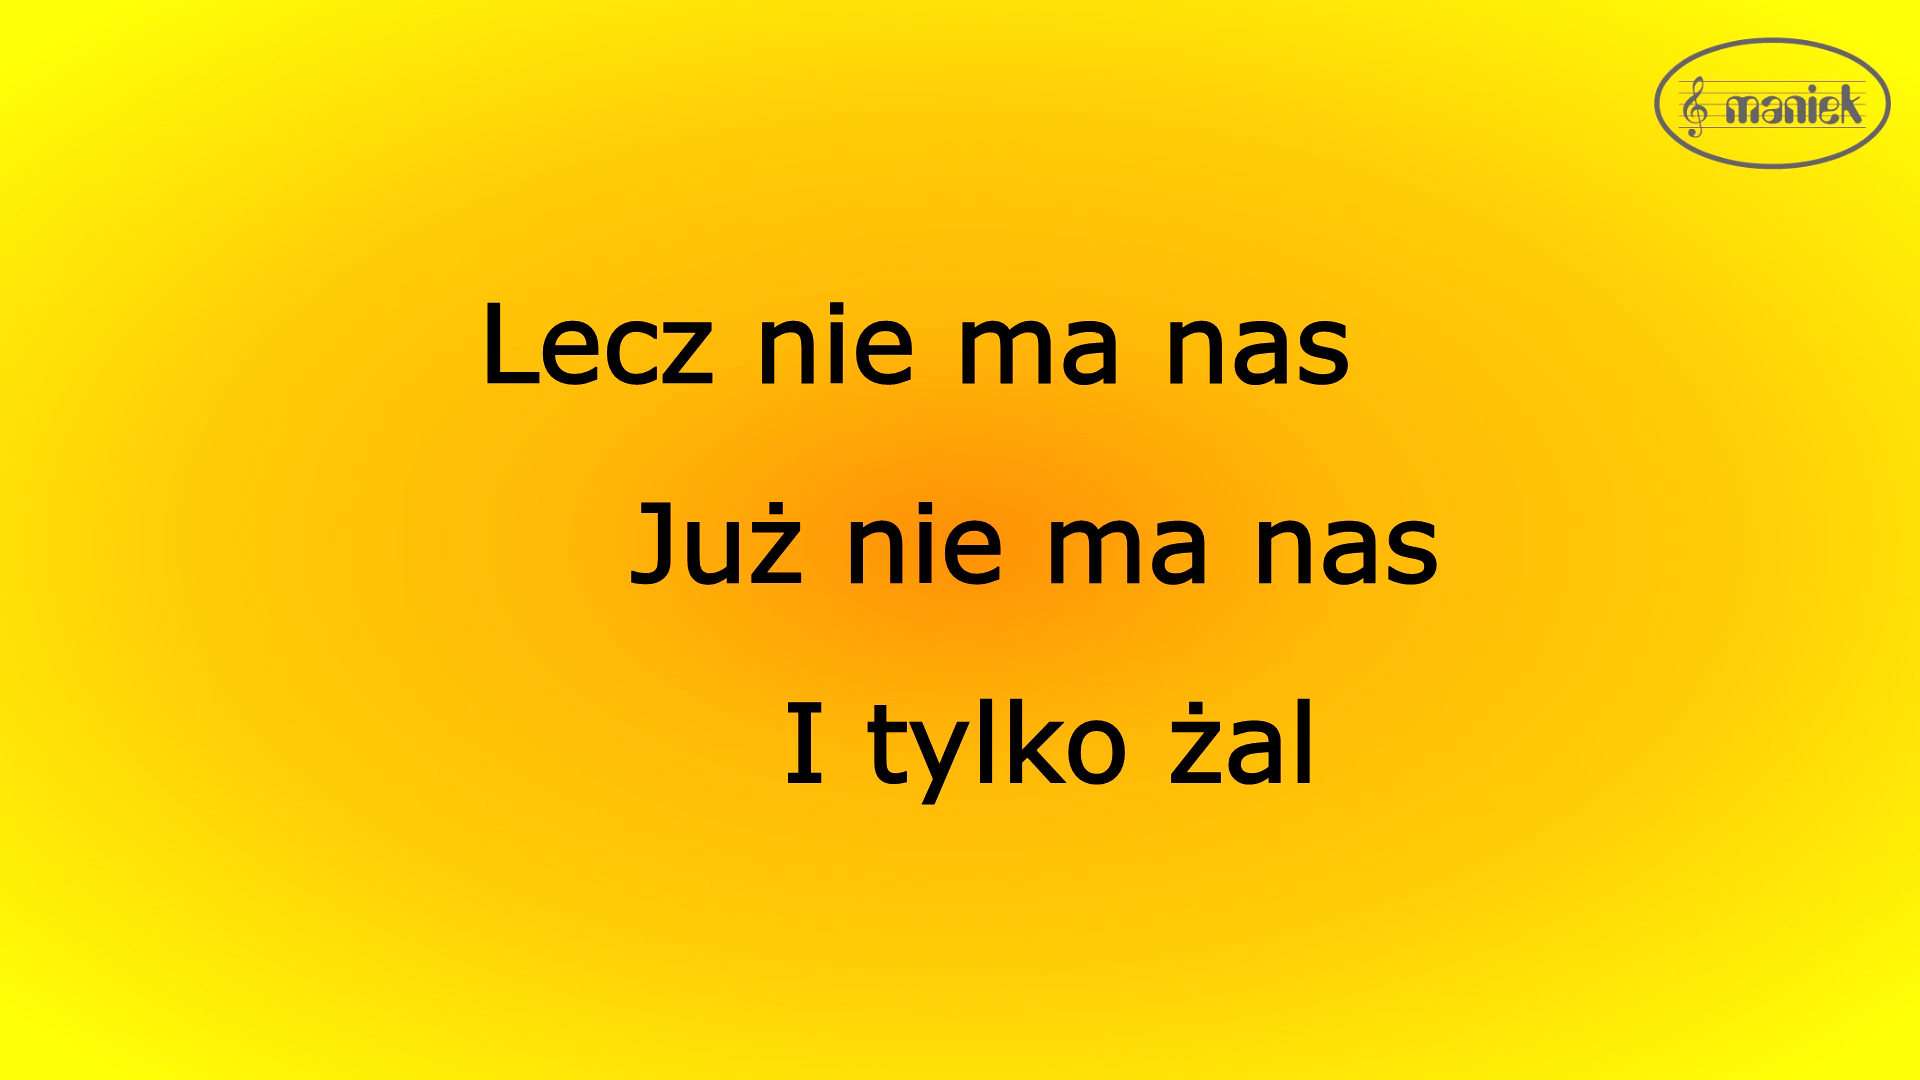 maniek
Lecz nie ma nas
Już nie ma nas
I tylko żal